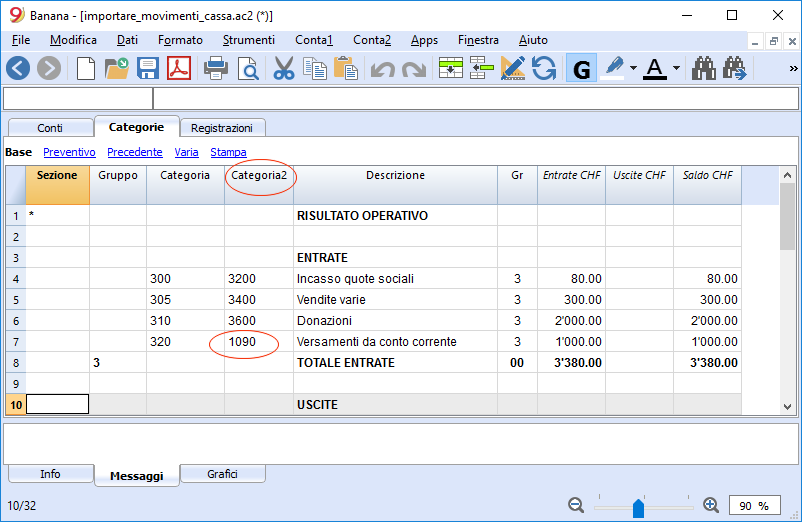 Banana - [importare_movimenti_cassa.ac2 (*)]
File Modifica Dati Formato Strumenti Conta1 Conta2 Apps Finestra Aiuto
G A »
Conti Categorie Registrazioni
Base Preventivo Precedente Varia Stampa
Sezione Gruppo Categoria Categoria2 Descrizione Gr Entrate CHF Uscite CHF Saldo CHF
1 * RISULTATO OPERATIVO
2
3 ENTRATE
4 300 3200 Incasso quote sociali 3 80.00 80.00
5 305 3400 Vendite varie 3 300.00 300.00
6 310 3600 Donazioni 3 2'000.00 2'000.00
7 320 1090 Versamenti da conto corrente 3 1'000.00 1'000.00
8 3 TOTALE ENTRATE 00 3'380.00 3'380.00
9
10 USCITE
Info Messaggi Grafici
10/32 90 %